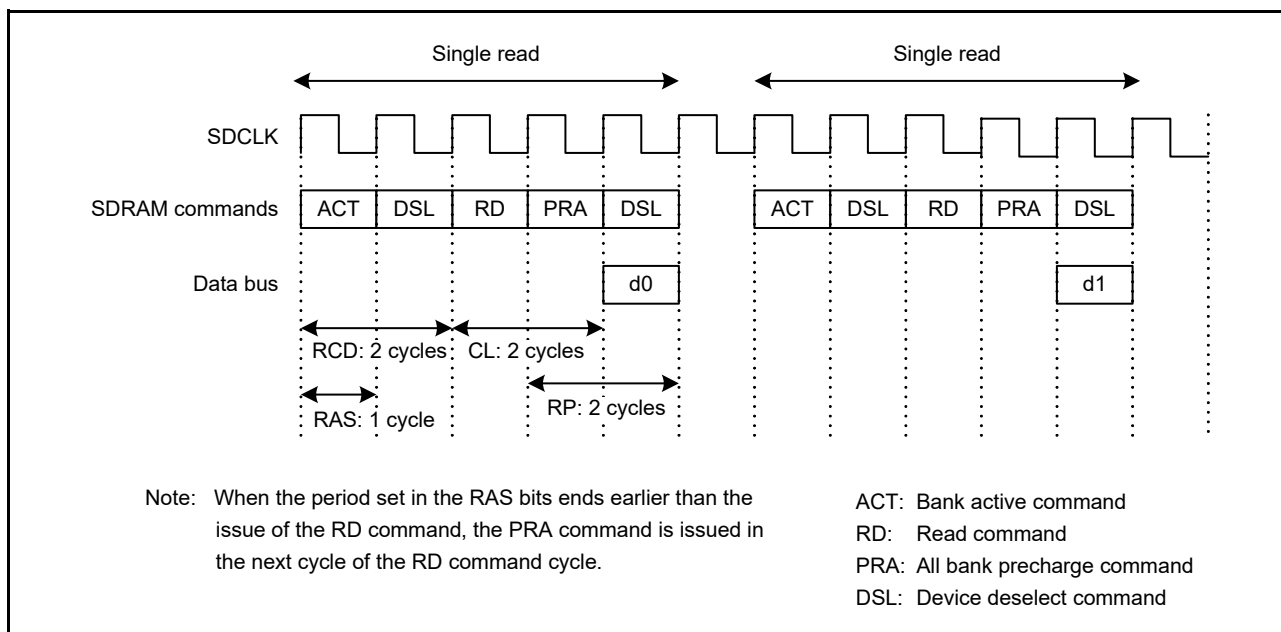 Single read Single read
SDCLK
SDRAM commands ACT DSL RD PRA DSL ACT DSL RD PRA DSL
Data bus d0 d1
RCD: 2 cycles CL: 2 cycles
RP: 2 cycles
RAS: 1 cycle
Note: When the period set in the RAS bits ends earlier than the
issue of the RD command, the PRA command is issued in
the next cycle of the RD command cycle.
ACT: Bank active command
RD: Read command
PRA: All bank precharge command
DSL: Device deselect command